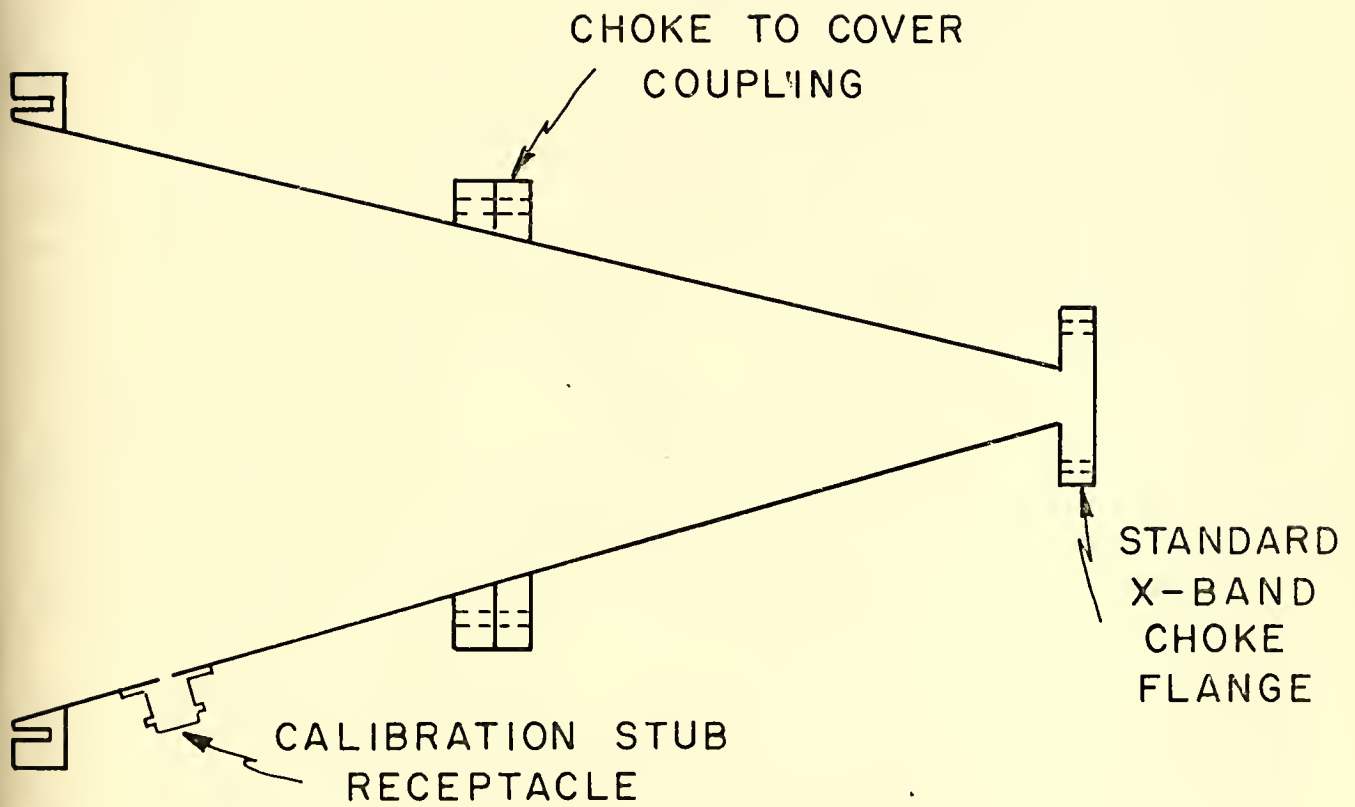 CHOKE TO COVER
COUPLING
STANDARD
X-BAND
CHOKE
FLANGE
CALIBRATION STUB
RECEPTACLE